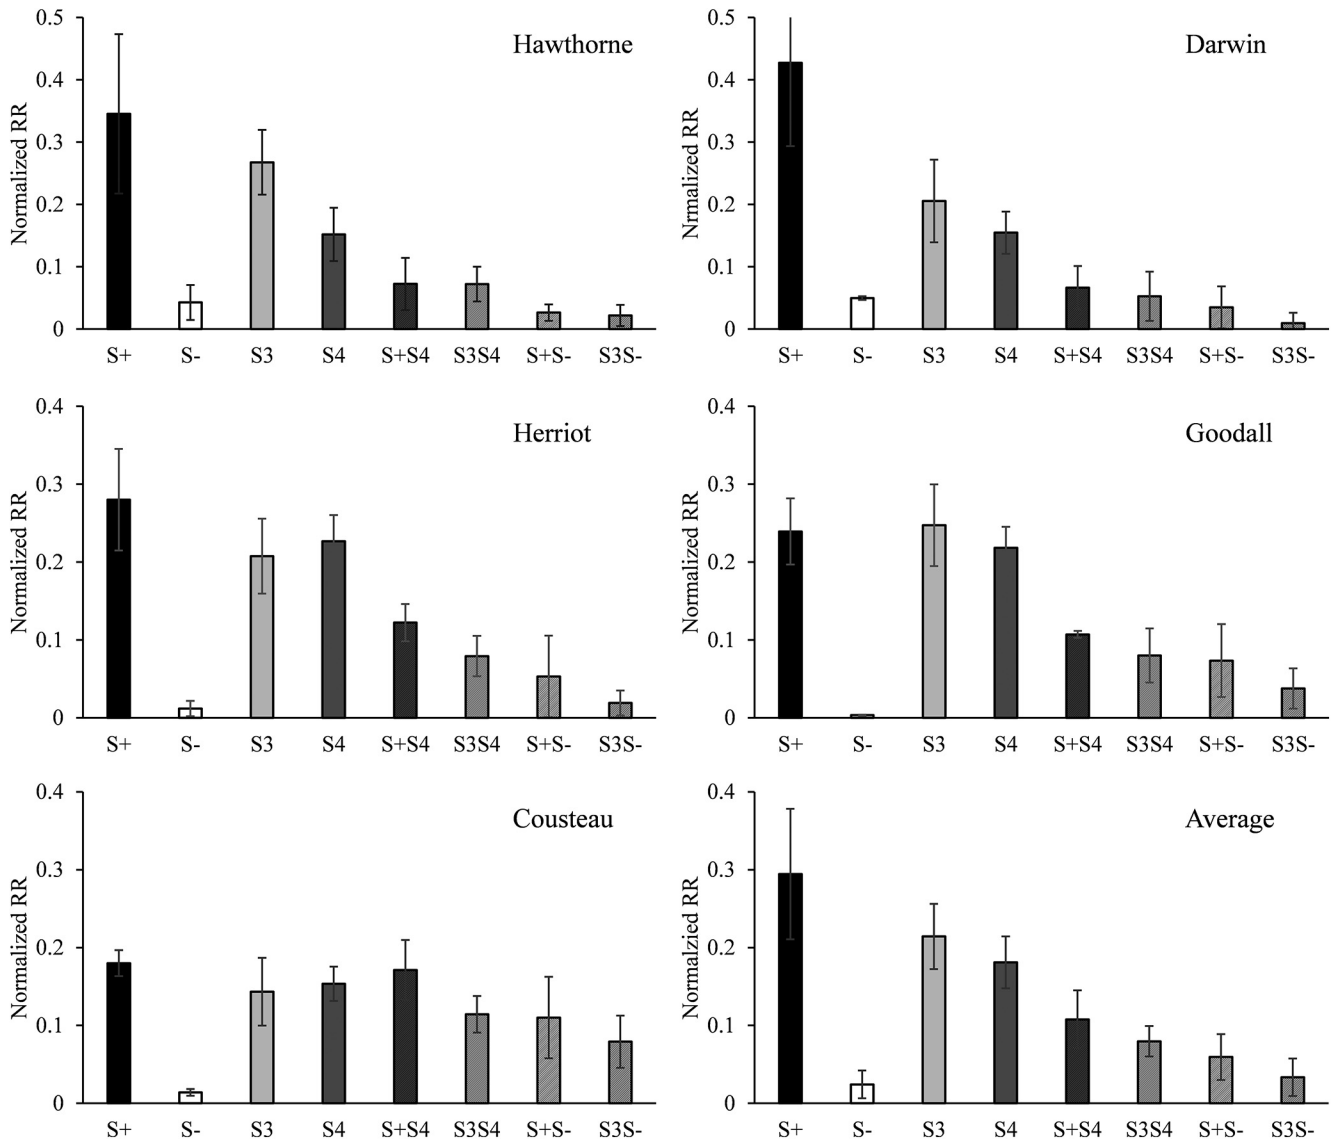 Hawthorne
Normalized RR
0.5
0.4
0.3
0.2
0.1
0
S+ S- S3 S4 S+S4 S3S4 S+S- S3S-
Darwin
Nrmalized RR
0.5
0.4
0.3
0.2
0.1
0
S+ S- S3 S4 S+S4 S3S4 S+S- S3S-
Herriot
Normalized RR
0.4
0.3
0.2
0.1
0
S+ S- S3 S4 S+S4 S3S4 S+S- S3S-
Goodall
Normalized RR
0.4
0.3
0.2
0.1
0
S+ S- S3 S4 S+S4 S3S4 S+S- S3S-
Cousteau
Normalized RR
0.4
0.3
0.2
0.1
0
S+ S- S3 S4 S+S4 S3S4 S+S- S3S-
Average
Normalzied RR
0.4
0.3
0.2
0.1
0
S+ S- S3 S4 S+S4 S3S4 S+S- S3S-